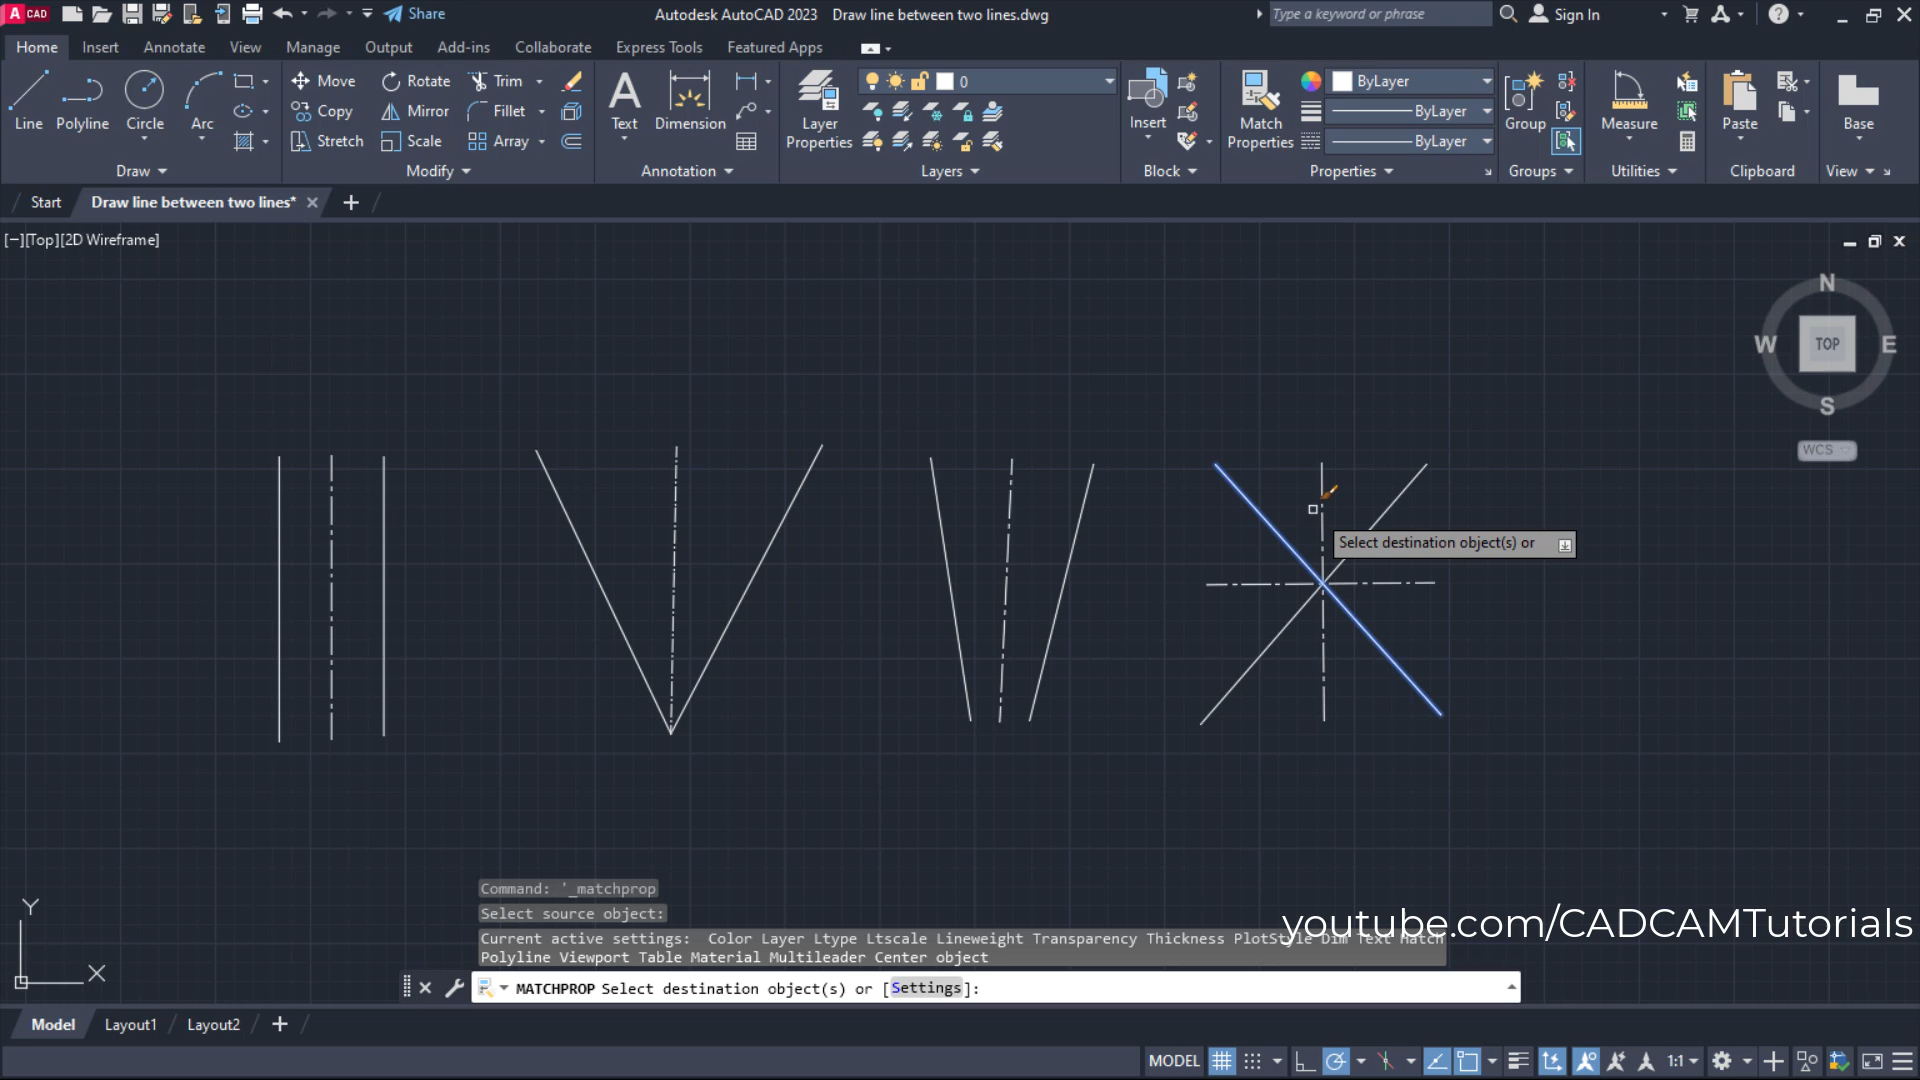 A CAD
Share
Autodesk AutoCAD 2023 Draw line between two lines.dwg
Type a keyword or phrase
Sign In
Home Insert Annotate View Manage Output Add-ins Collaborate Express Tools Featured Apps
Line Polyline Circle Arc
Move Rotate Trim
Copy Mirror Fillet
Stretch Scale Array
Text Dimension
Layer Properties
0
Insert
Match Properties
ByLayer
ByLayer
ByLayer
Group Measure Paste Base
Draw Modify Annotation Layers Block Properties Groups Utilities Clipboard View
Start Draw line between two lines*
[−][Top][2D Wireframe]
N
W TOP E
S
WCS
Select destination object(s) or
Y
X
Command: '_matchprop
Select source object:
Current active settings: Color Layer Ltype Ltscale Lineweight Transparency Thickness PlotStyle Dim Text Hatch
Polyline Viewport Table Material Multileader Center object
youtube.com/CADCAMTutorials
MATCHPROP Select destination object(s) or [Settings]:
Model Layout1 Layout2
MODEL 1:1